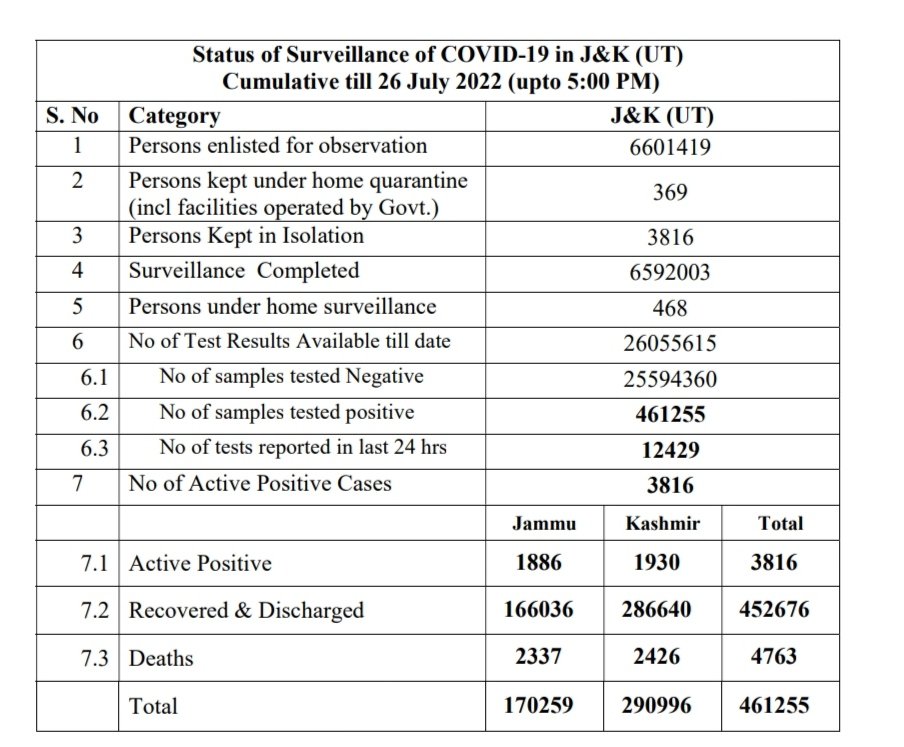 Status of Surveillance of COVID-19 in J&K (UT)
Cumulative till 26 July 2022 (upto 5:00 PM)
S. No Category J&K (UT)
1 Persons enlisted for observation 6601419
2 Persons kept under home quarantine
(incl facilities operated by Govt.) 369
3 Persons Kept in Isolation 3816
4 Surveillance Completed 6592003
5 Persons under home surveillance 468
6 No of Test Results Available till date 26055615
6.1 No of samples tested Negative 25594360
6.2 No of samples tested positive 461255
6.3 No of tests reported in last 24 hrs 12429
7 No of Active Positive Cases 3816
Jammu Kashmir Total
7.1 Active Positive 1886 1930 3816
7.2 Recovered & Discharged 166036 286640 452676
7.3 Deaths 2337 2426 4763
Total 170259 290996 461255